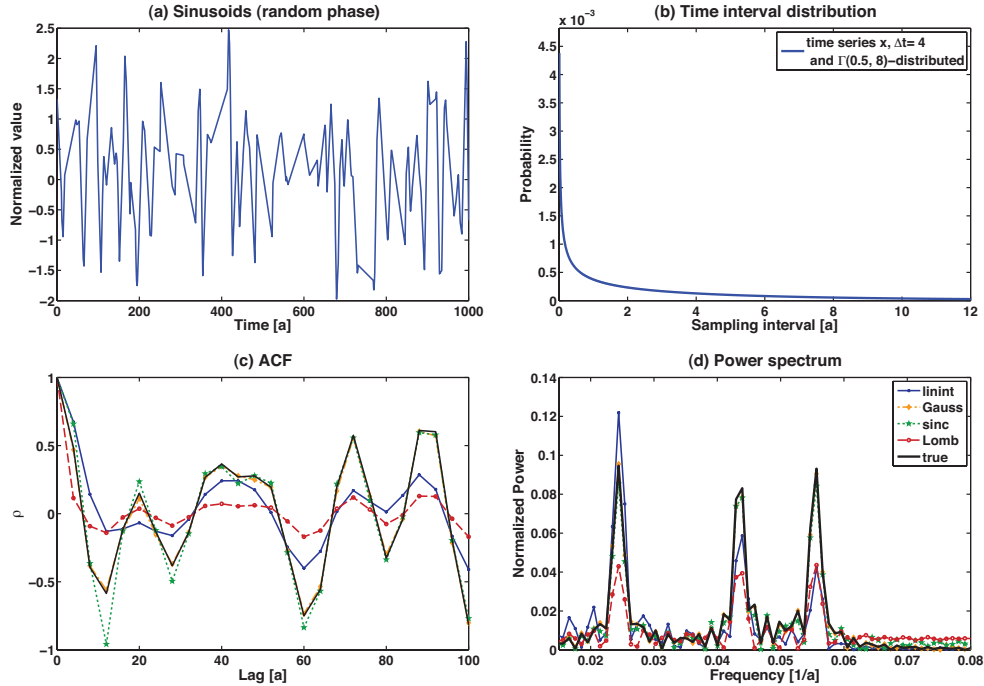 (a) Sinusoids (random phase)
2.5
2
1.5
1
0.5
0
−0.5
−1
−1.5
−2
Normalized value
0
200
400
600
800
1000
Time [a]
(b) Time interval distribution
x 10⁻³
4.5
4
3.5
3
2.5
2
1.5
1
0.5
0
Probability
time series x, Δt= 4
and Γ(0.5, 8)−distributed
0
2
4
6
8
10
12
Sampling interval [a]
(c) ACF
1
0.5
0
−0.5
−1
ρ
0
20
40
60
80
100
Lag [a]
(d) Power spectrum
0.14
0.12
0.1
0.08
0.06
0.04
0.02
0
Normalized Power
linint
Gauss
sinc
Lomb
true
0.02
0.03
0.04
0.05
0.06
0.07
0.08
Frequency [1/a]